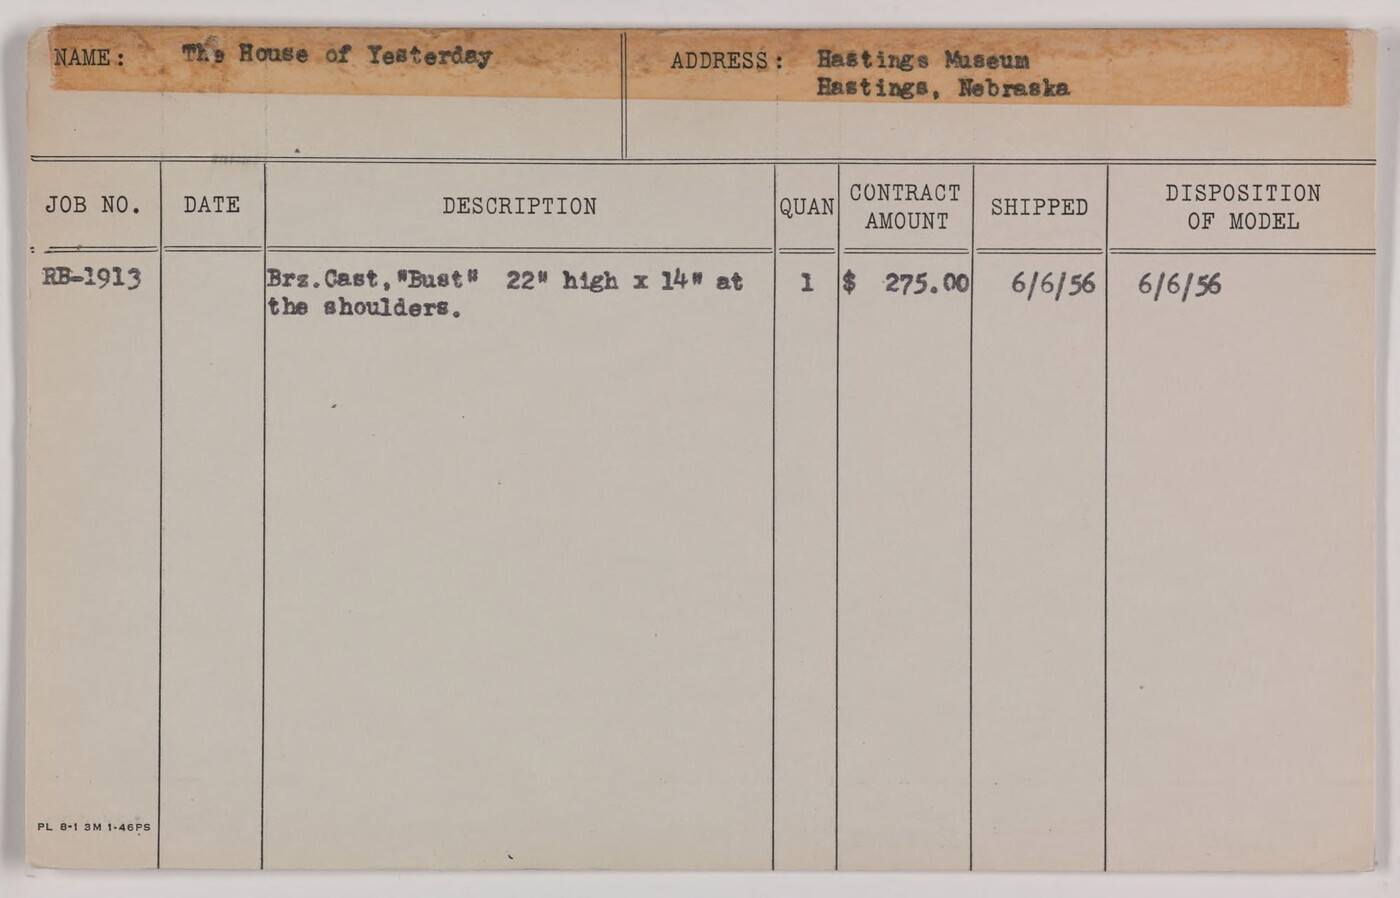 NAME: The House of Yesterday ADDRESS: Hastings Museum
Hastings, Nebraska
JOB NO. DATE DESCRIPTION QUAN CONTRACT AMOUNT SHIPPED DISPOSITION OF MODEL
RB-1913 Brz.Cast,"Bust" 22" high x 14" at 1 $ 275.00 6/6/56 6/6/56
the shoulders.
PL 8-1 3M 1-46PS